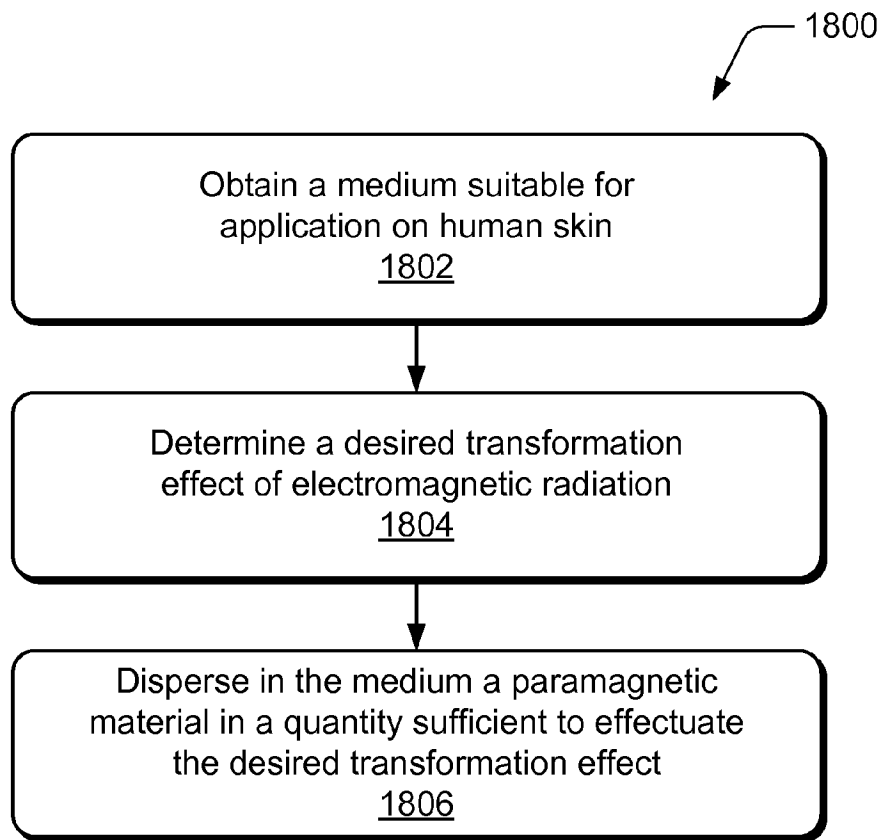 1800
Obtain a medium suitable for
application on human skin
1802
Determine a desired transformation
effect of electromagnetic radiation
1804
Disperse in the medium a paramagnetic
material in a quantity sufficient to effectuate
the desired transformation effect
1806